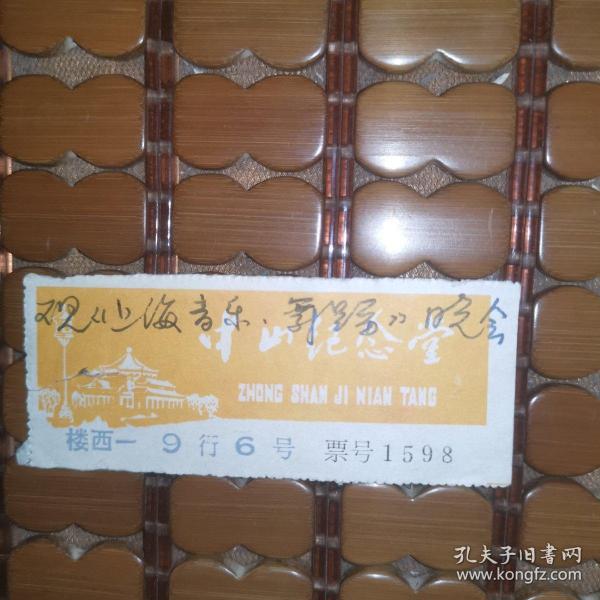 观《上海音乐、舞蹈》晚会
中山纪念堂
ZHONG SHAN JI NIAN TANG
楼西一 9行6号 票号1598
孔夫子旧书网
www.kongfz.com